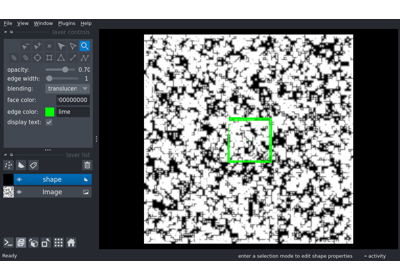 File View Window Plugins Help
layer controls
opacity: 0.70
edge width: 1
blending: translucen
face color: 00000000
edge color: lime
display text:
layer list
shape
Image
Ready enter a selection mode to edit shape properties activity